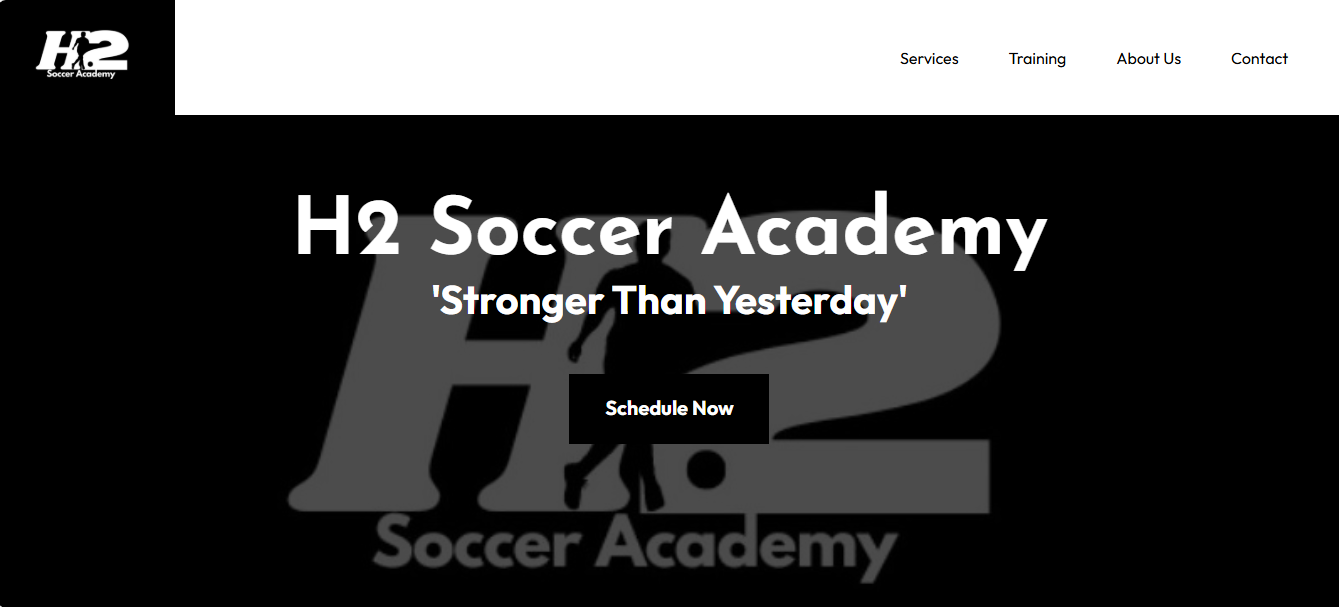 H2
Soccer Academy
Services
Training
About Us
Contact
H2 Soccer Academy
'Stronger Than Yesterday'
Schedule Now
H2
Soccer Academy